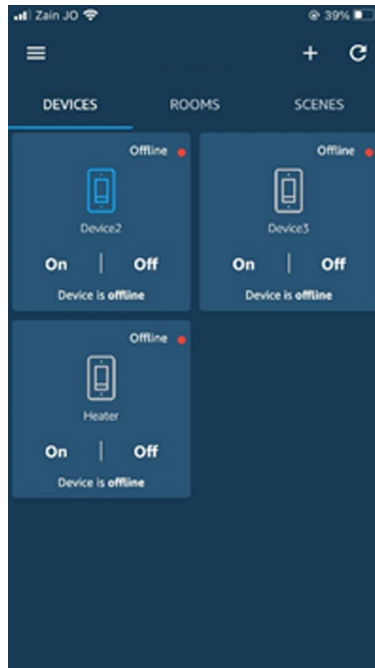 Zain JO 39%
DEVICES ROOMS SCENES
Offline
Device2
On | Off
Device is offline
Offline
Device3
On | Off
Device is offline
Offline
Heater
On | Off
Device is offline